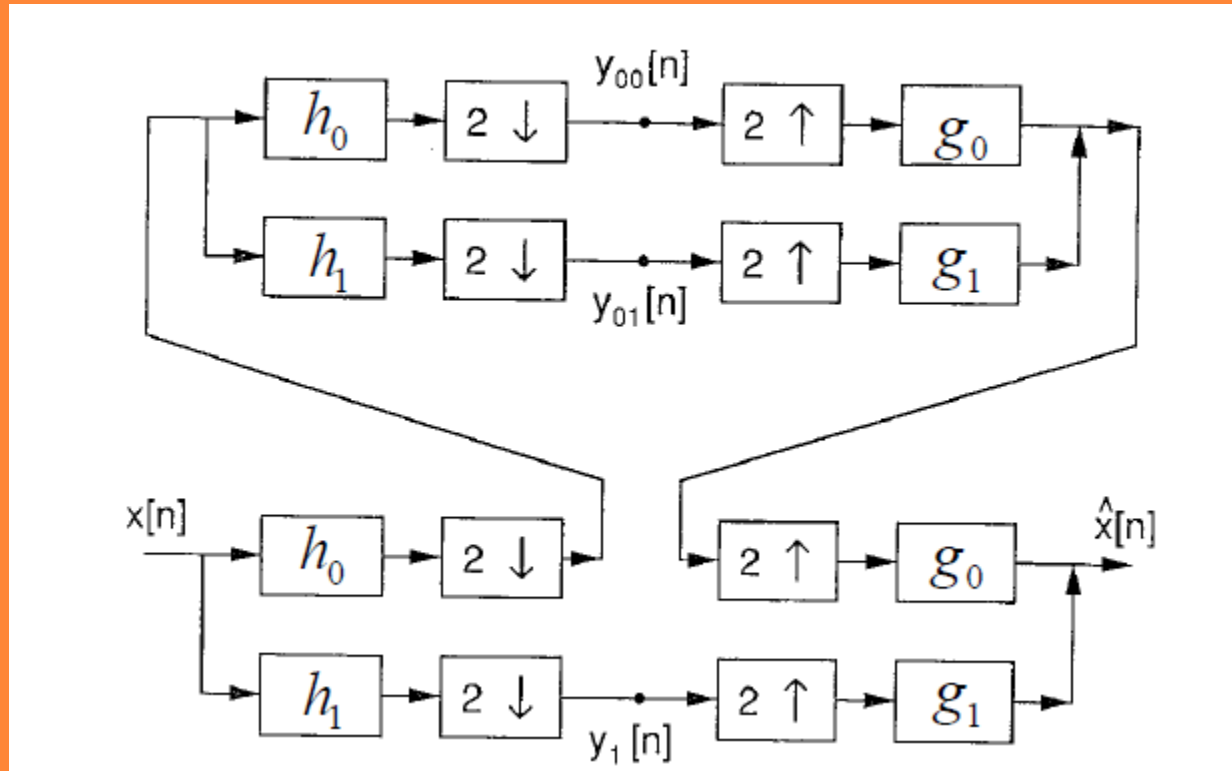 y₀₀[n]
h₀ 2 ↓ 2 ↑ g₀
h₁ 2 ↓ 2 ↑ g₁
y₀₁[n]
x[n] x̂[n]
h₀ 2 ↓ 2 ↑ g₀
h₁ 2 ↓ 2 ↑ g₁
y₁[n]